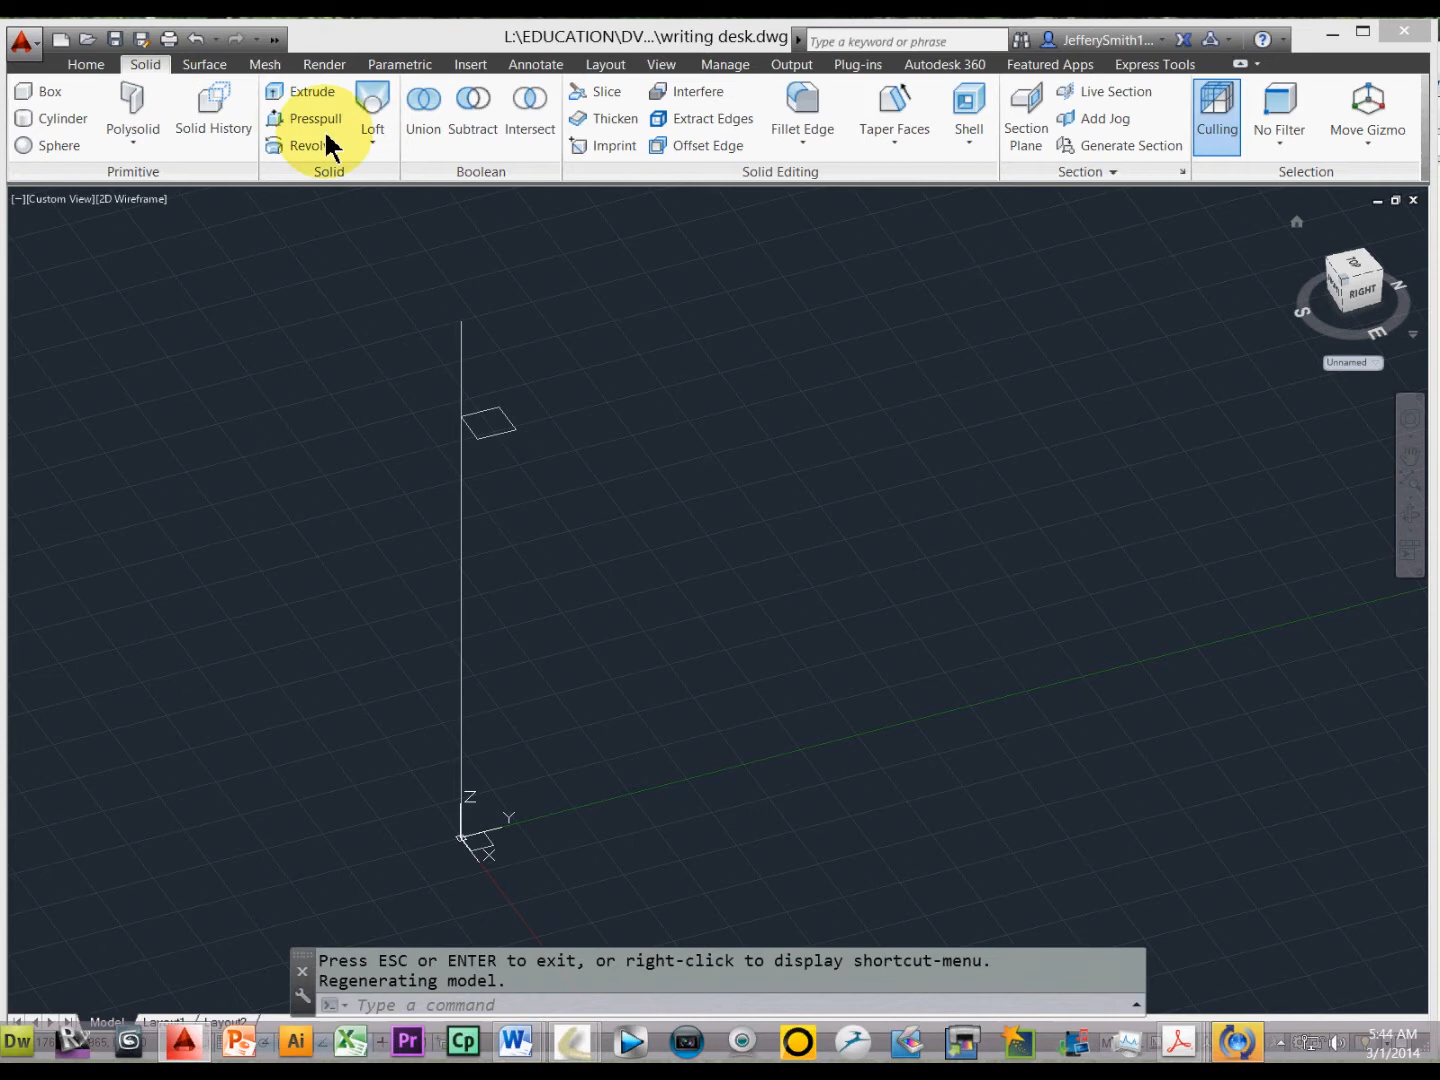 L:\EDUCATION\DV...\writing desk.dwg
Type a keyword or phrase
JefferySmith1...
Home Solid Surface Mesh Render Parametric Insert Annotate Layout View Manage Output Plug-ins Autodesk 360 Featured Apps Express Tools
Box
Cylinder
Sphere
Polysolid
Solid History
Primitive
Extrude
Presspull
Revol
Loft
Solid
Union
Subtract
Intersect
Boolean
Slice
Thicken
Imprint
Interfere
Extract Edges
Offset Edge
Fillet Edge
Taper Faces
Shell
Solid Editing
Section
Plane
Live Section
Add Jog
Generate Section
Section
Culling
No Filter
Move Gizmo
Selection
[−][Custom View][2D Wireframe]
TOP
RIGHT
N
S
E
Unnamed
Z
Y
X
Press ESC or ENTER to exit, or right-click to display shortcut-menu.
Regenerating model.
Type a command
Model Layout1 Layout2
Dw
Ai
Pr
Cp
5:44 AM
3/1/2014